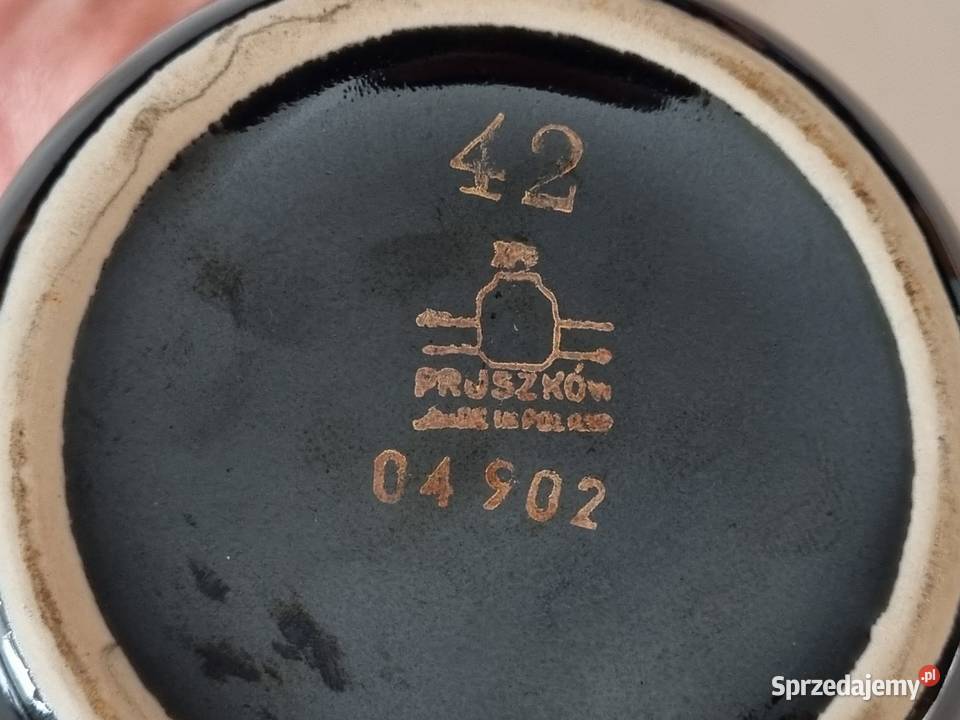 42
PRUSZKÓW
MADE IN POLAND
04902
Sprzedajemy.pl